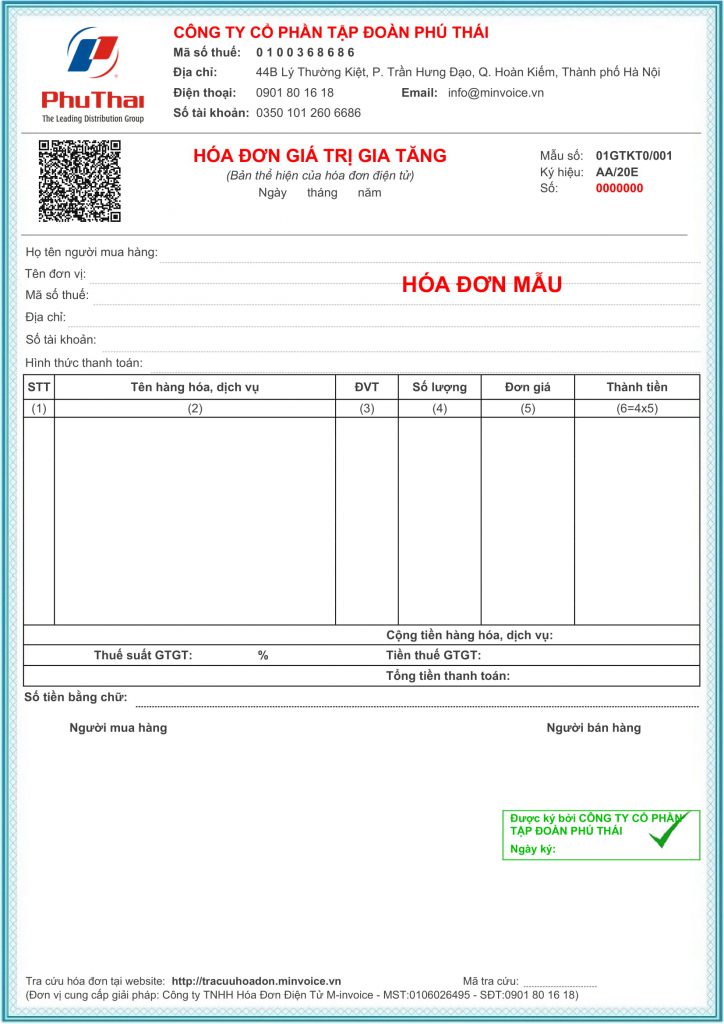 CÔNG TY CỔ PHẦN TẬP ĐOÀN PHÚ THÁI
Mã số thuế: 0 1 0 0 3 6 8 6 8 6
Địa chỉ: 44B Lý Thường Kiệt, P. Trần Hưng Đạo, Q. Hoàn Kiếm, Thành phố Hà Nội
Điện thoại: 0901 80 16 18 Email: info@minvoice.vn
Số tài khoản: 0350 101 260 6686
PHUTHAI
The Leading Distribution Group
HÓA ĐƠN GIÁ TRỊ GIA TĂNG
(Bản thể hiện của hóa đơn điện tử)
Ngày tháng năm
Mẫu số: 01GTKT0/001
Ký hiệu: AA/20E
Số: 0000000
Họ tên người mua hàng:
Tên đơn vị:
HÓA ĐƠN MẪU
Mã số thuế:
Địa chỉ:
Số tài khoản:
Hình thức thanh toán:
STT Tên hàng hóa, dịch vụ ĐVT Số lượng Đơn giá Thành tiền
(1) (2) (3) (4) (5) (6=4x5)
Cộng tiền hàng hóa, dịch vụ:
Thuế suất GTGT: % Tiền thuế GTGT:
Tổng tiền thanh toán:
Số tiền bằng chữ:
Người mua hàng Người bán hàng
Được ký bởi CÔNG TY CỔ PHẦN
TẬP ĐOÀN PHÚ THÁI
Ngày ký:
Tra cứu hóa đơn tại website: http://tracuuhoadon.minvoice.vn Mã tra cứu:
(Đơn vị cung cấp giải pháp: Công ty TNHH Hóa Đơn Điện Tử M-invoice - MST:0106026495 - SĐT:0901 80 16 18)